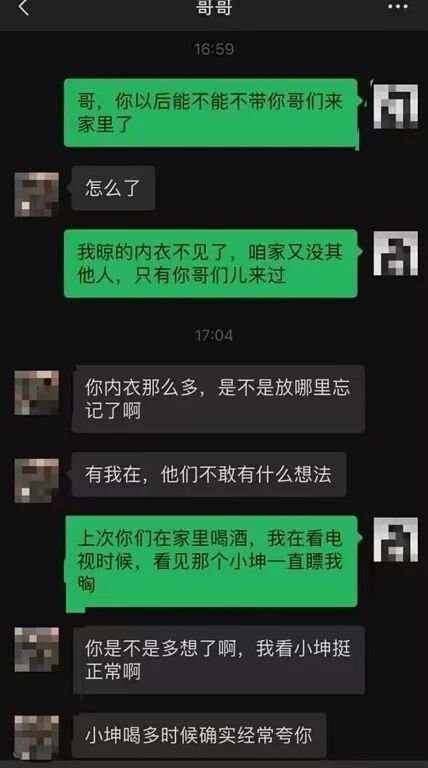 哥哥
16:59
哥，你以后能不能不带你哥们来
家里了
怎么了
我晾的内衣不见了，咱家又没其
他人，只有你哥们儿来过
17:04
你内衣那么多，是不是放哪里忘
记了啊
有我在，他们不敢有什么想法
上次你们在家里喝酒，我在看电
视时候，看见那个小坤一直瞟我
胸
你是不是多想了啊，我看小坤挺
正常啊
小坤喝多时候确实经常夸你